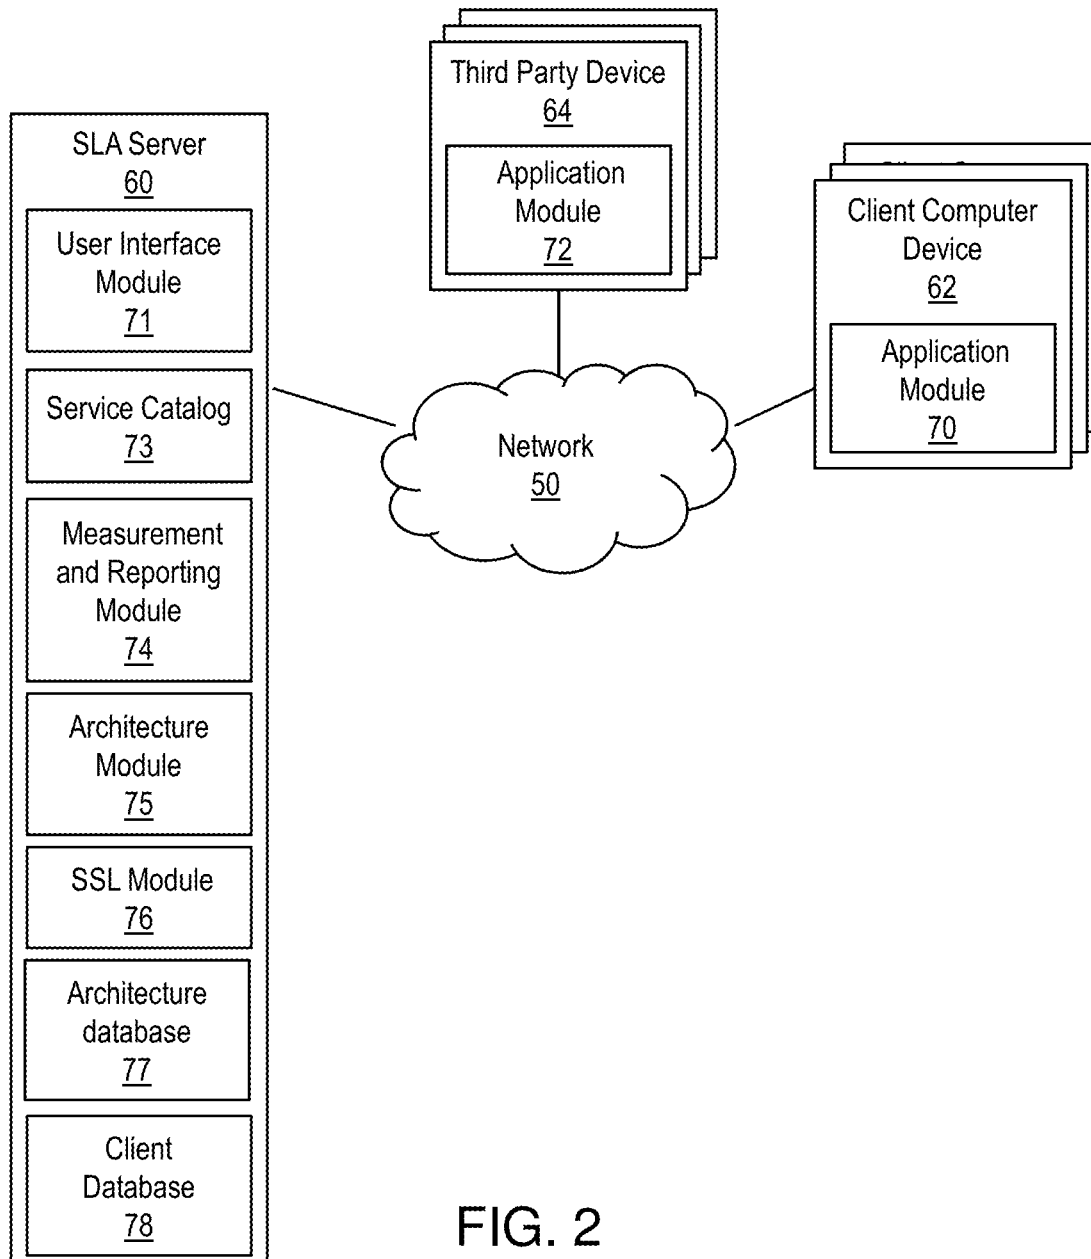 Third Party Device
64
Application
Module
72
SLA Server
60
User Interface
Module
71
Service Catalog
73
Measurement
and Reporting
Module
74
Architecture
Module
75
SSL Module
76
Architecture
database
77
Client
Database
78
Client Computer
Device
62
Application
Module
70
Network
50
FIG. 2